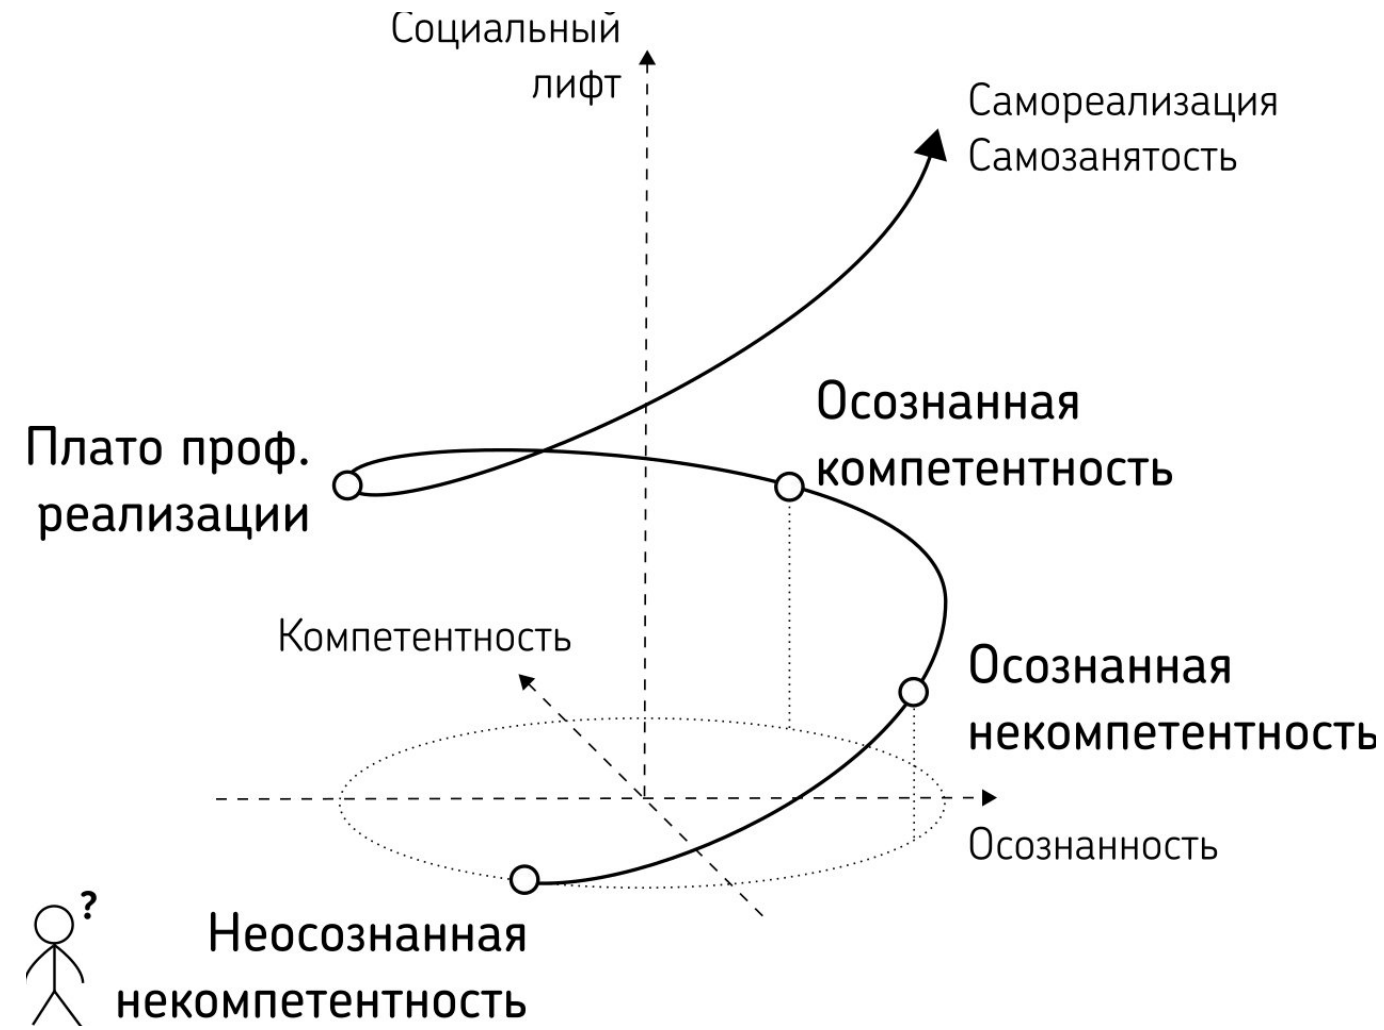 Социальный
лифт
Самореализация
Самозанятость
Осознанная
компетентность
Плато проф.
реализации
Компетентность
Осознанная
некомпетентность
Осознанность
?
Неосознанная
некомпетентность